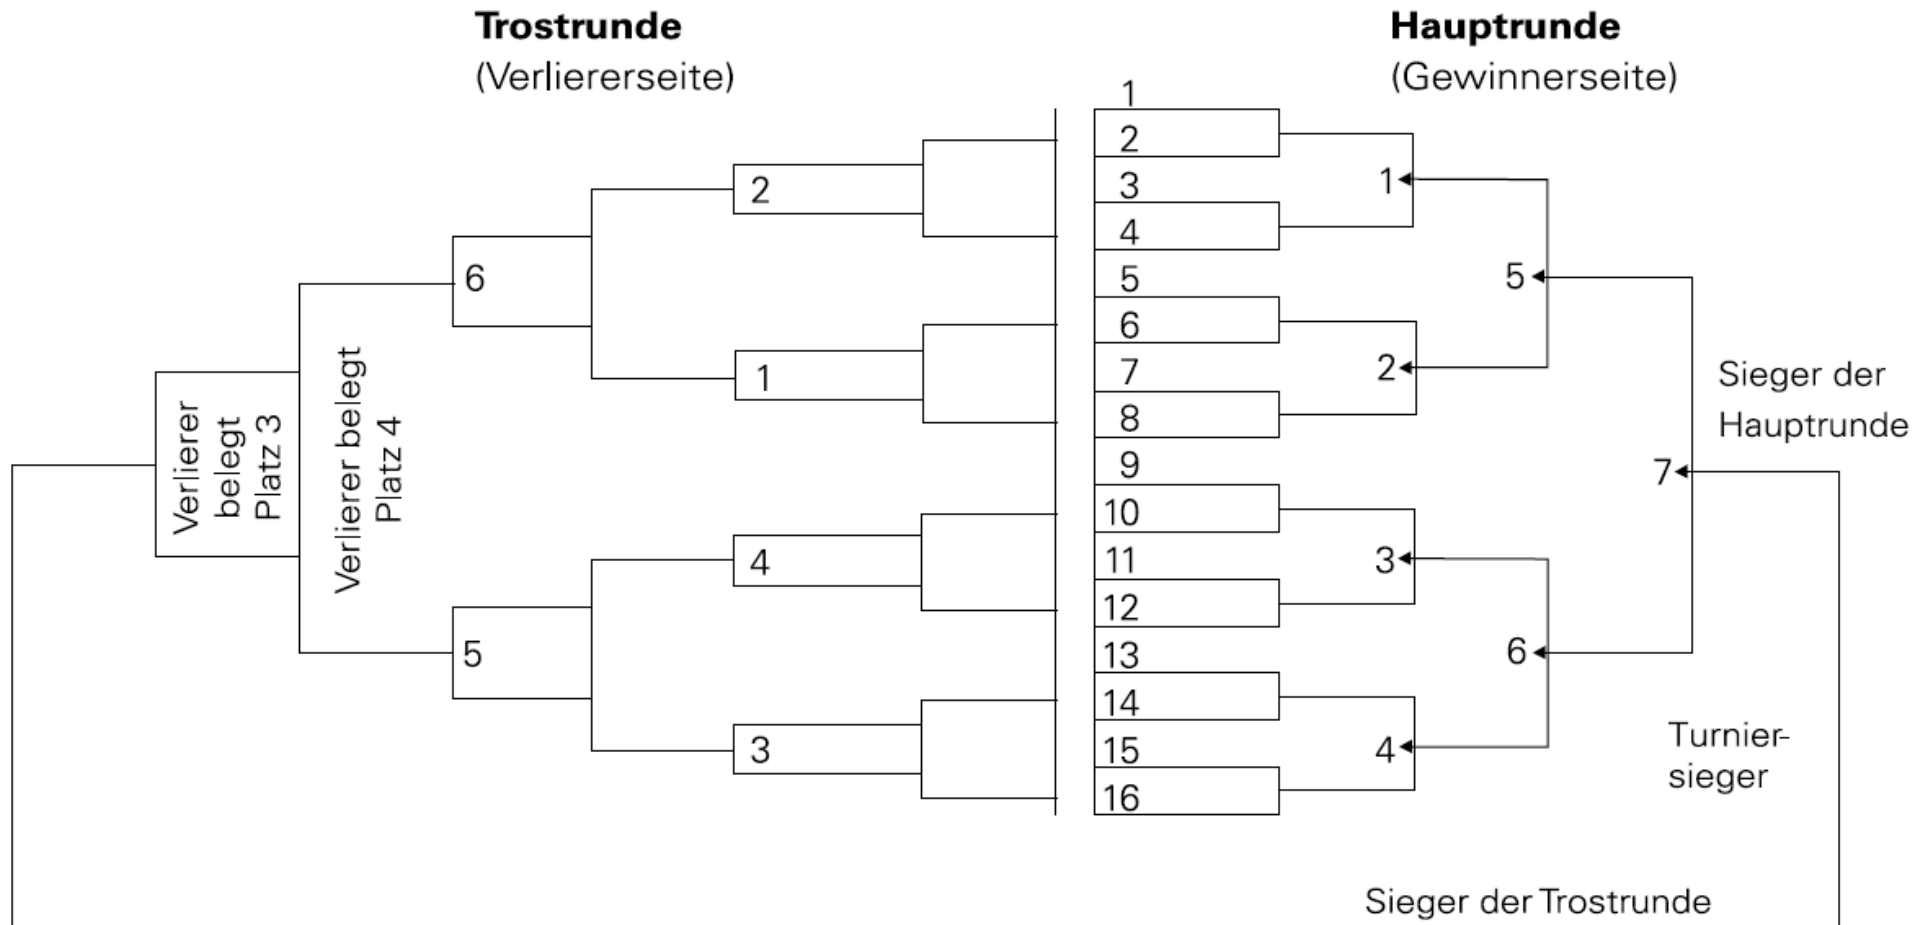 Trostrunde
(Verliererseite)
2
6
1
Verlierer
belegt
Platz 3
Verlierer belegt
Platz 4
4
5
3
Hauptrunde
(Gewinnerseite)
1
2
3
4
5
6
7
8
9
10
11
12
13
14
15
16
1
2
3
4
5
6
7
Sieger der
Hauptrunde
Turnier-
sieger
Sieger der Trostrunde